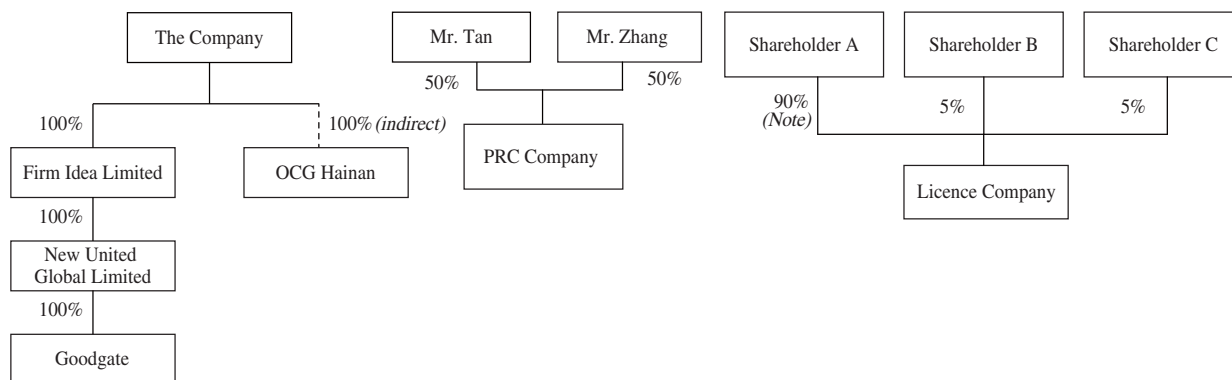 The Company
Mr. Tan
Mr. Zhang
Shareholder A
Shareholder B
Shareholder C
50%
50%
90%
(Note)
5%
5%
100%
100% (indirect)
Firm Idea Limited
OCG Hainan
PRC Company
Licence Company
100%
New United
Global Limited
100%
Goodgate